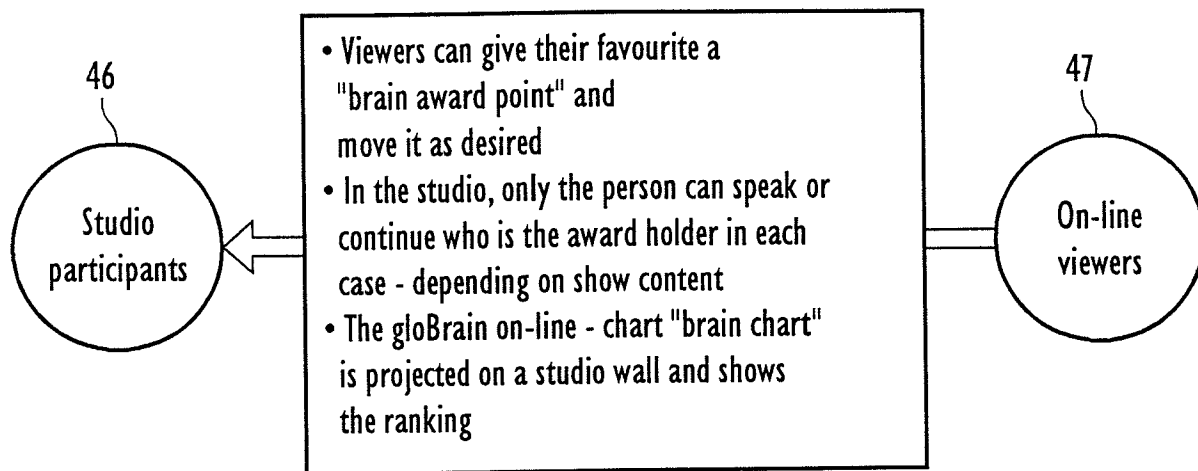 46
Studio
participants
• Viewers can give their favourite a
"brain award point" and
move it as desired
• In the studio, only the person can speak or
continue who is the award holder in each
case - depending on show content
• The gloBrain on-line - chart "brain chart"
is projected on a studio wall and shows
the ranking
47
On-line
viewers